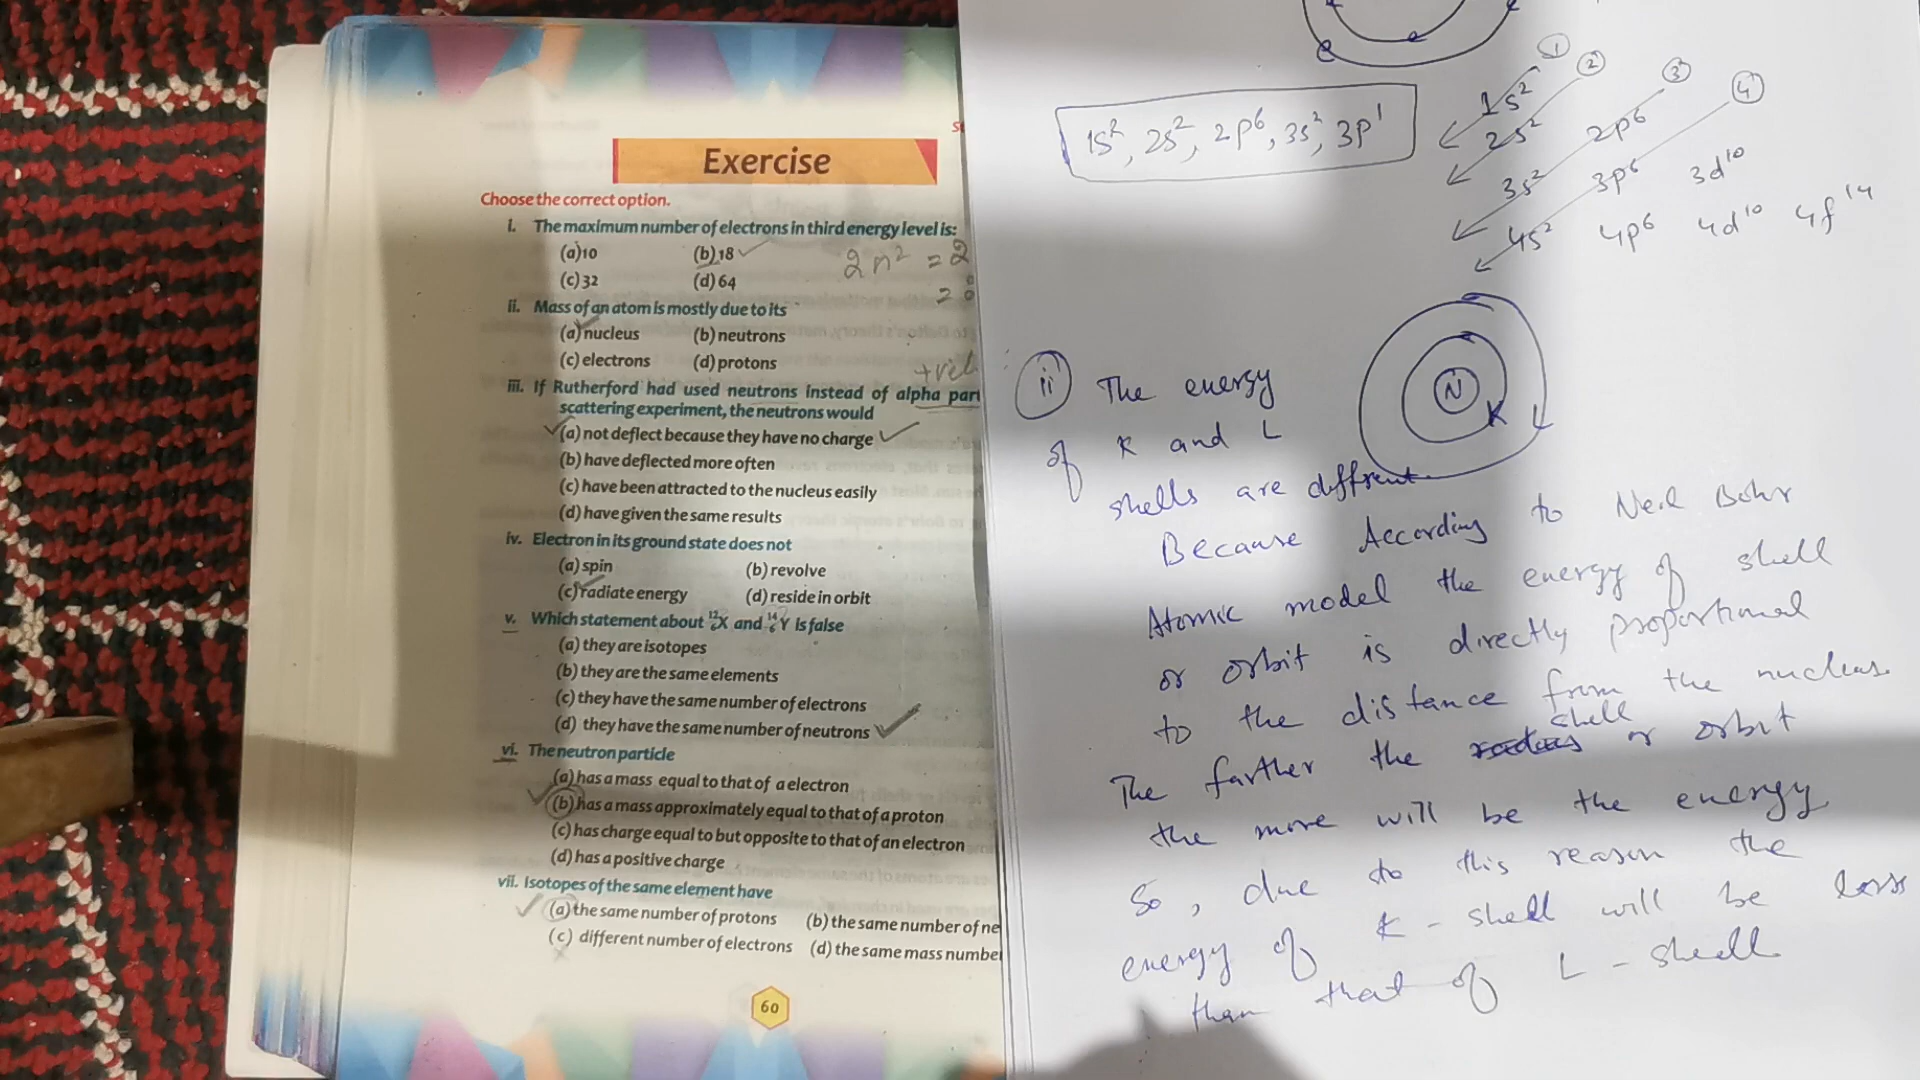 Exercise
Choose the correct option.
i. The maximum number of electrons in third energy level is:
(a) 10 (b) 18
(c) 32 (d) 64
2n² = 2
=
ii. Mass of an atom is mostly due to its
(a) nucleus (b) neutrons
(c) electrons (d) protons
iii. If Rutherford had used neutrons instead of alpha par
scattering experiment, the neutrons would
(a) not deflect because they have no charge
(b) have deflected more often
(c) have been attracted to the nucleus easily
(d) have given the same results
iv. Electron in its ground state does not
(a) spin (b) revolve
(c) radiate energy (d) reside in orbit
v. Which statement about ¹²₆X and ¹⁴₆Y is false
(a) they are isotopes
(b) they are the same elements
(c) they have the same number of electrons
(d) they have the same number of neutrons
vi. The neutron particle
(a) has a mass equal to that of a electron
(b) has a mass approximately equal to that of a proton
(c) has charge equal to but opposite to that of an electron
(d) has a positive charge
vii. Isotopes of the same element have
(a) the same number of protons (b) the same number of ne
(c) different number of electrons (d) the same mass number
60
e e
1s², 2s², 2p⁶, 3s², 3p¹
1 2 3 4
1s²
2s² 2p⁶
3s² 3p⁶ 3d¹⁰
4s² 4p⁶ 4d¹⁰ 4f¹⁴
N K L
ii The energy
of K and L
shells are diffrent.
Because According to Neil Bohr
Atomic model the energy of shell
or orbit is directly proportional
to the distance from the nucleus.
The farther the shell or orbit
the more will be the energy
So, due to this reason the
energy of K - shell will be less
than that of L - shell